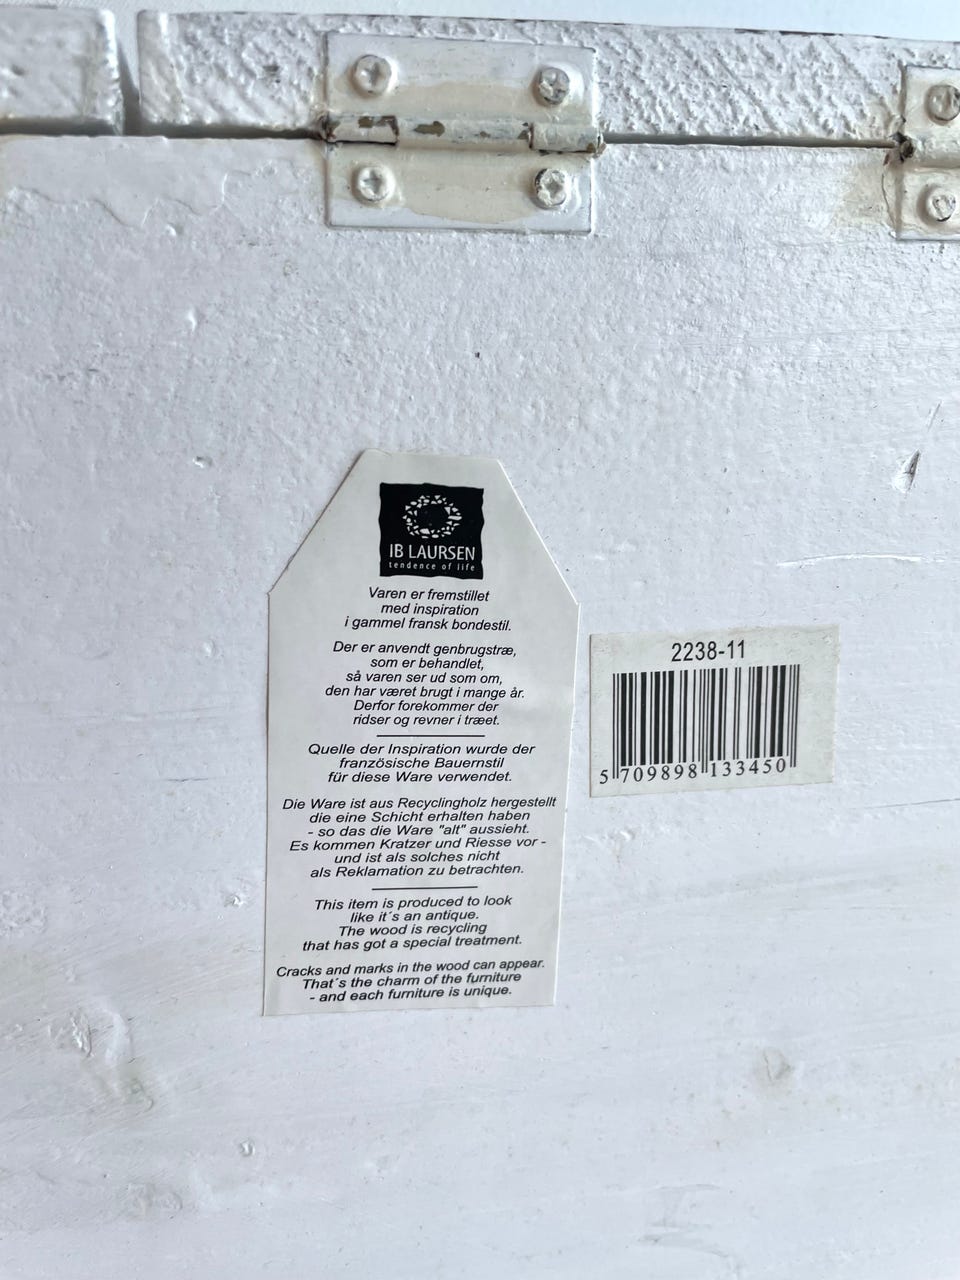 IB LAURSEN
tendence of life
Varen er fremstillet
med inspiration
i gammel fransk bondestil.
Der er anvendt genbrugstræ,
som er behandlet,
så varen ser ud som om,
den har været brugt i mange år.
Derfor forekommer der
ridser og revner i træet.
Quelle der Inspiration wurde der
französische Bauernstil
für diese Ware verwendet.
Die Ware ist aus Recyclingholz hergestellt
die eine Schicht erhalten haben
- so das die Ware "alt" aussieht.
Es kommen Kratzer und Riesse vor -
und ist als solches nicht
als Reklamation zu betrachten.
This item is produced to look
like it´s an antique.
The wood is recycling
that has got a special treatment.
Cracks and marks in the wood can appear.
That´s the charm of the furniture
- and each furniture is unique.
2238-11
5 709898 133450